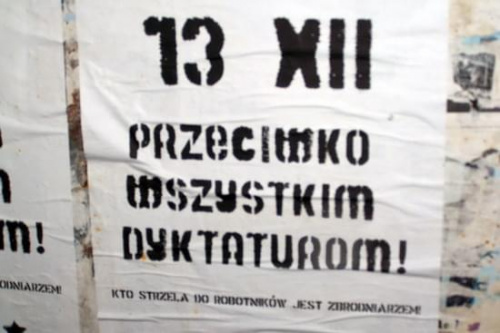 13 XII
PRZECIWKO
WSZYSTKIM
DYKTATUROM!
KTO STRZELA DO ROBOTNIKÓW JEST ZBRODNIARZEM!
M!